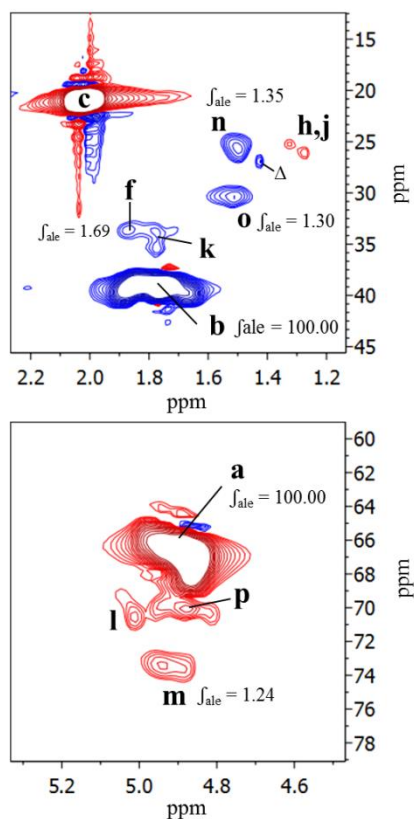 c
∫ale = 1.35
n
h,j
Δ
f
∫ale = 1.69
k
o ∫ale = 1.30
b ∫ale = 100.00
15
20
25
30
35
40
45
ppm
2.2 2.0 1.8 1.6 1.4 1.2
ppm
a
∫ale = 100.00
l
p
m ∫ale = 1.24
60
62
64
66
68
70
72
74
76
78
ppm
5.2 5.0 4.8 4.6
ppm